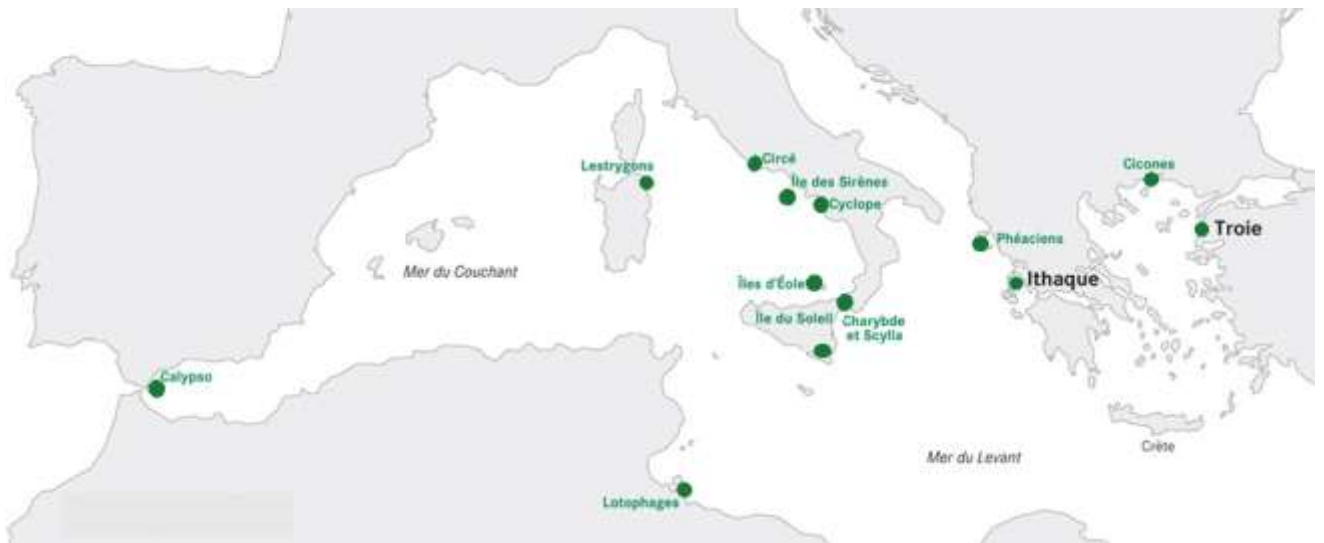 Circé
Lestrygons
Île des Sirènes
Cyclope
Cicones
Troie
Phéaciens
Ithaque
Mer du Couchant
Îles d'Éole
Île du Soleil
Charybde
et Scylla
Calypso
Crète
Mer du Levant
Lotophages